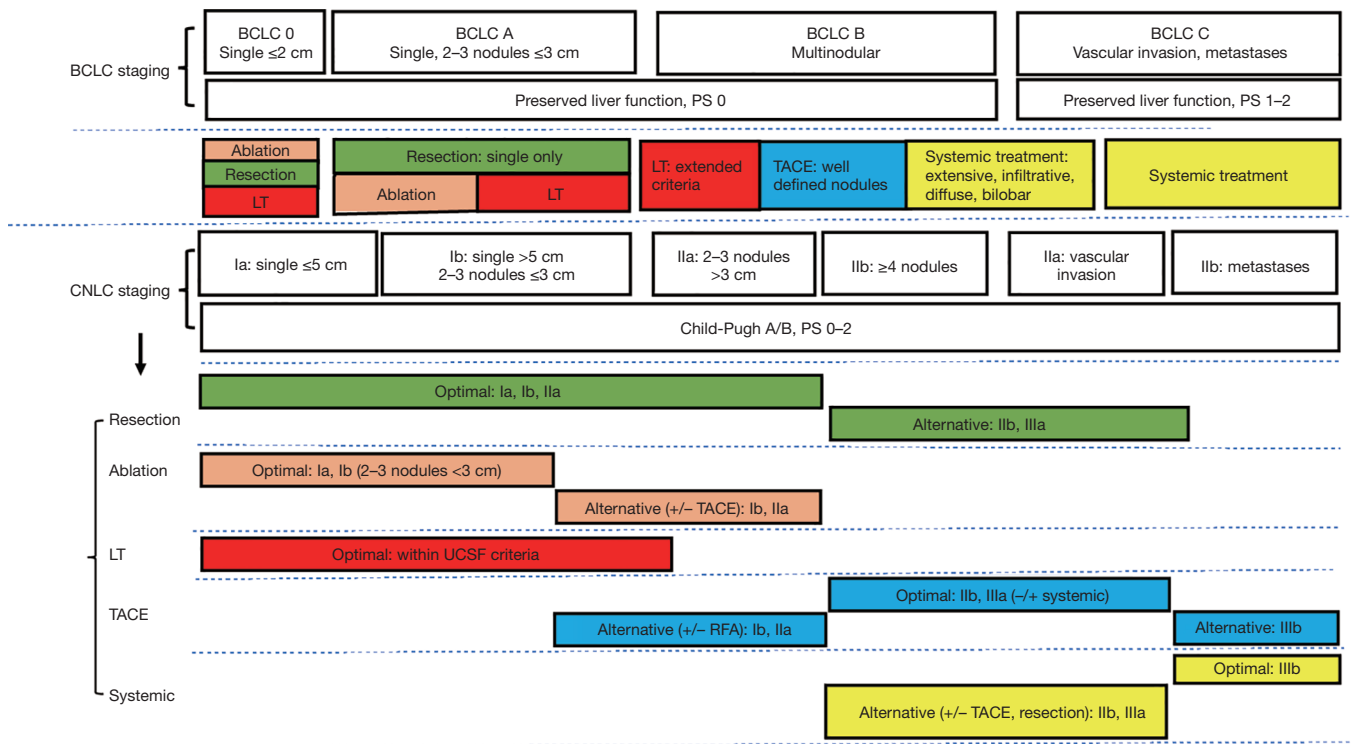 BCLC staging
BCLC 0
Single ≤2 cm
BCLC A
Single, 2–3 nodules ≤3 cm
BCLC B
Multinodular
BCLC C
Vascular invasion, metastases
Preserved liver function, PS 0
Preserved liver function, PS 1–2
Ablation
Resection
LT
Resection: single only
Ablation
LT
LT: extended
criteria
TACE: well
defined nodules
Systemic treatment:
extensive, infiltrative,
diffuse, bilobar
Systemic treatment
CNLC staging
Ia: single ≤5 cm
Ib: single >5 cm
2–3 nodules ≤3 cm
IIa: 2–3 nodules
>3 cm
IIb: ≥4 nodules
IIa: vascular
invasion
IIb: metastases
Child-Pugh A/B, PS 0–2
Resection
Optimal: Ia, Ib, IIa
Alternative: IIb, IIIa
Ablation
Optimal: Ia, Ib (2–3 nodules <3 cm)
Alternative (+/– TACE): Ib, IIa
LT
Optimal: within UCSF criteria
TACE
Optimal: IIb, IIIa (–/+ systemic)
Alternative (+/– RFA): Ib, IIa
Alternative: IIIb
Systemic
Optimal: IIIb
Alternative (+/– TACE, resection): IIb, IIIa